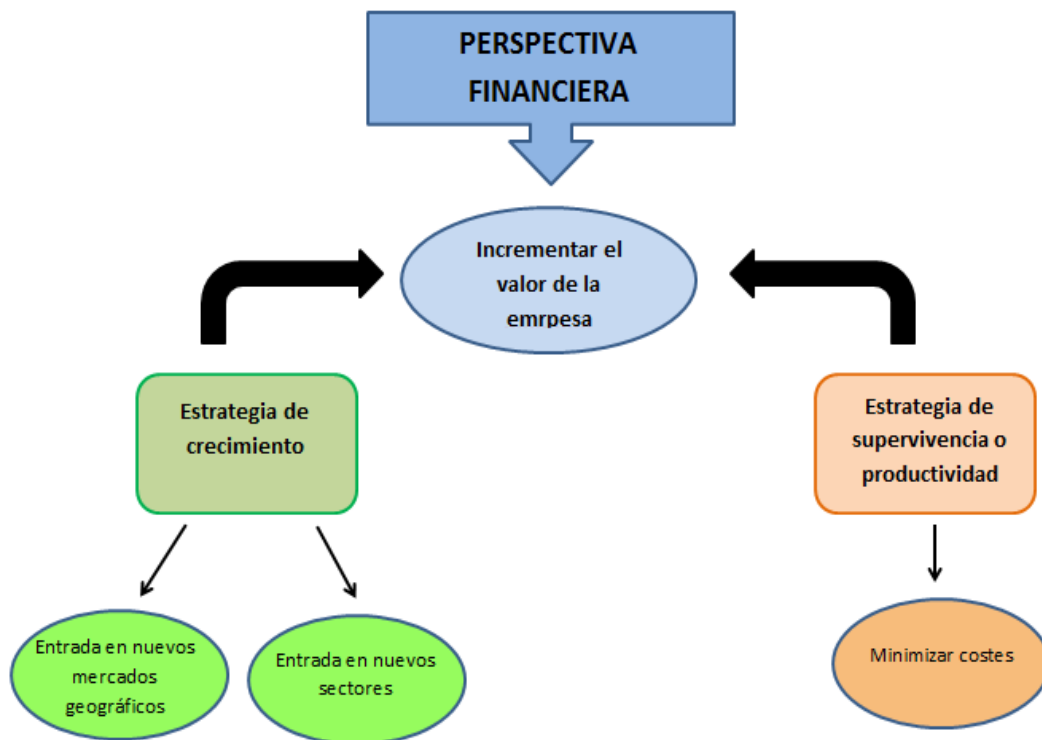 PERSPECTIVA
FINANCIERA
Incrementar el
valor de la
emrpesa
Estrategia de
crecimiento
Estrategia de
supervivencia o
productividad
Entrada en nuevos
mercados
geográficos
Entrada en nuevos
sectores
Minimizar costes